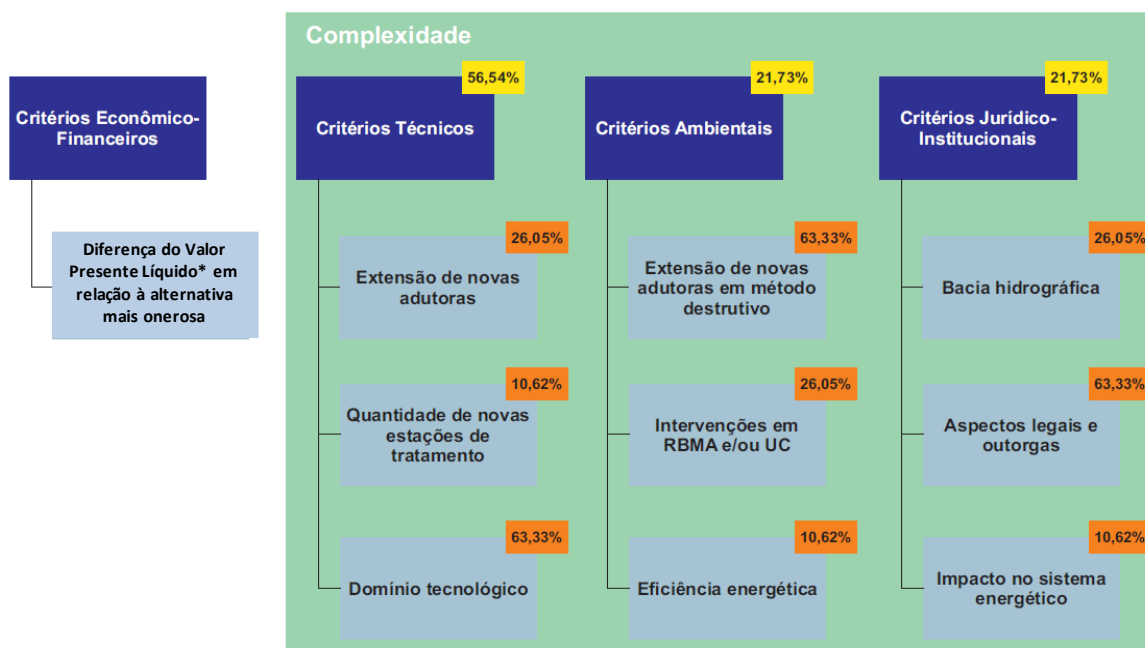 Complexidade
Critérios Econômico-
Financeiros
Diferença do Valor
Presente Líquido* em
relação à alternativa
mais onerosa
56,54%
Critérios Técnicos
26,05%
Extensão de novas
adutoras
10,62%
Quantidade de novas
estações de
tratamento
63,33%
Domínio tecnológico
21,73%
Critérios Ambientais
63,33%
Extensão de novas
adutoras em método
destrutivo
26,05%
Intervenções em
RBMA e/ou UC
10,62%
Eficiência energética
21,73%
Critérios Jurídico-
Institucionais
26,05%
Bacia hidrográfica
63,33%
Aspectos legais e
outorgas
10,62%
Impacto no sistema
energético